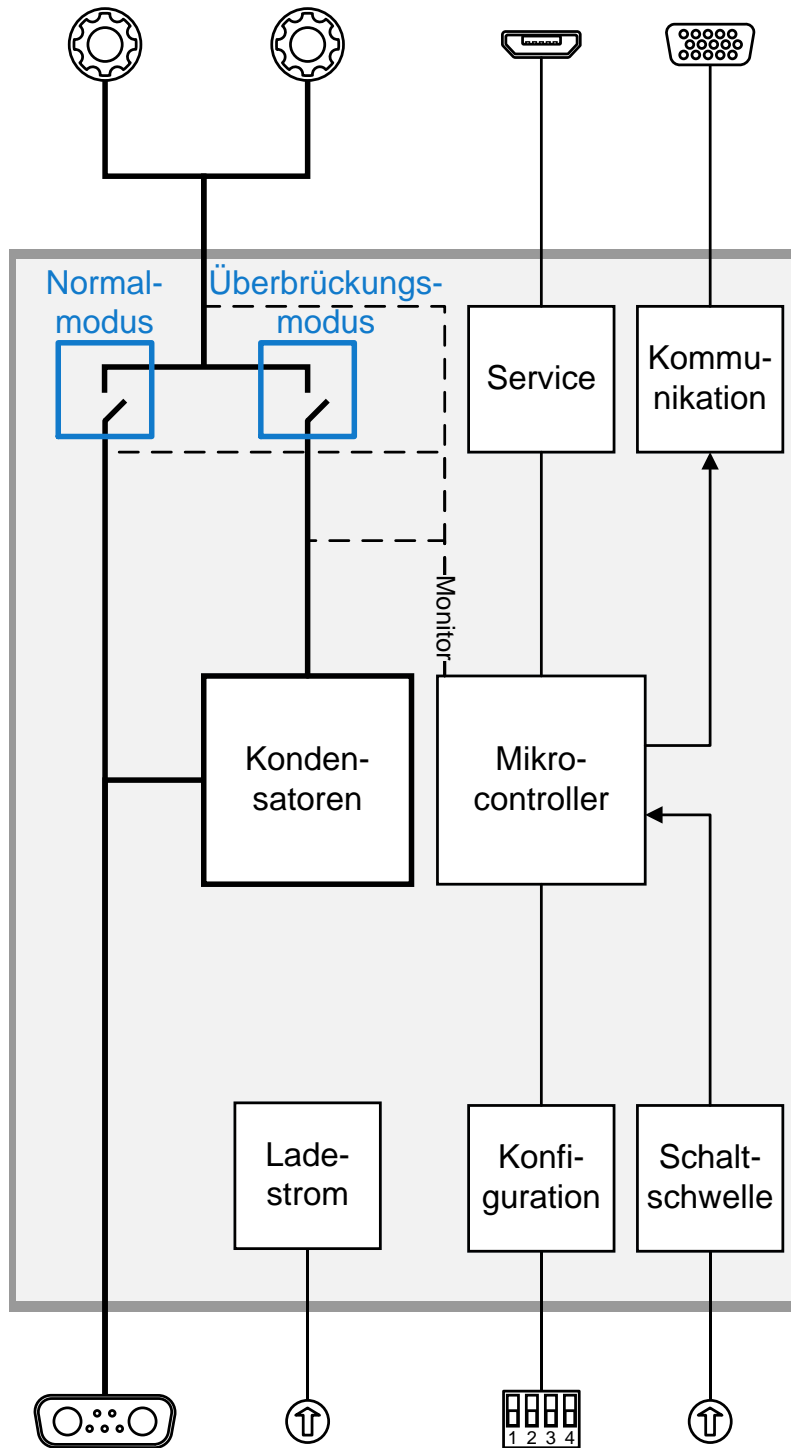 Normal-
modus
Überbrückungs-
modus
Service
Kommu-
nikation
Monitor
Konden-
satoren
Mikro-
controller
Lade-
strom
Konfi-
guration
Schalt-
schwelle
1 2 3 4